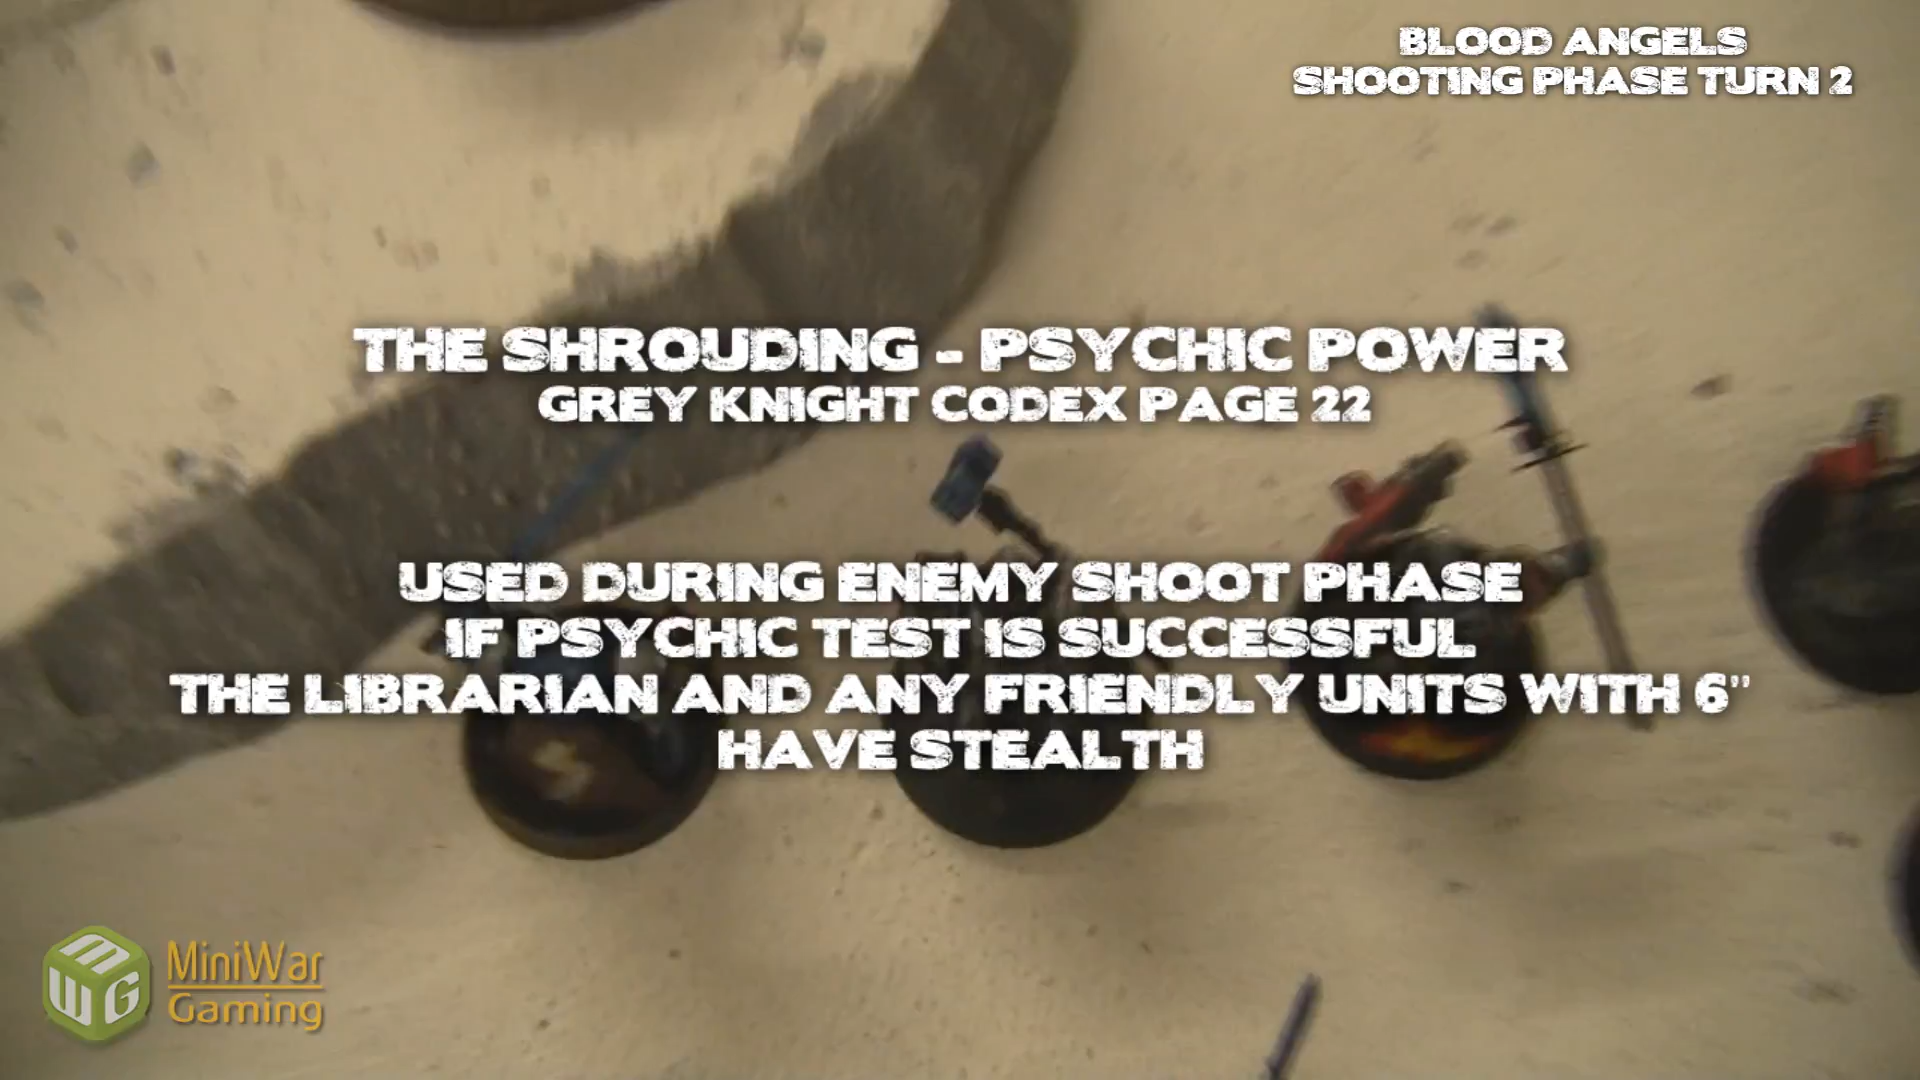 BLOOD ANGELS
SHOOTING PHASE TURN 2
THE SHROUDING - PSYCHIC POWER
GREY KNIGHT CODEX PAGE 22
USED DURING ENEMY SHOOT PHASE
IF PSYCHIC TEST IS SUCCESSFUL
THE LIBRARIAN AND ANY FRIENDLY UNITS WITH 6"
HAVE STEALTH
MWG
MiniWar
Gaming